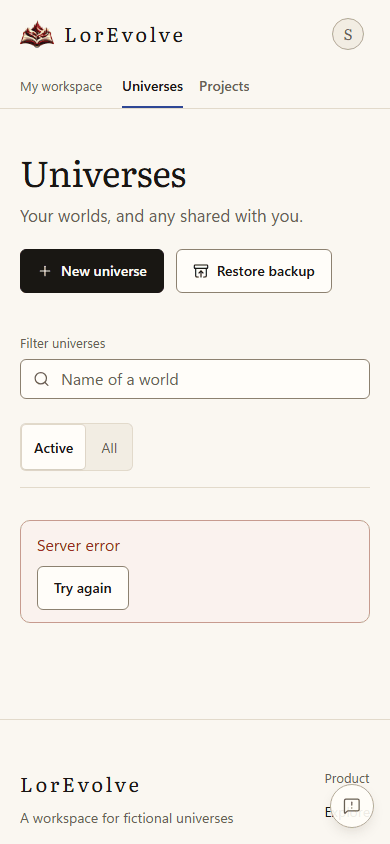 LorEvolve
S
My workspace Universes Projects
Universes
Your worlds, and any shared with you.
New universe Restore backup
Filter universes
Name of a world
Active All
Server error
Try again
LorEvolve
A workspace for fictional universes
Product